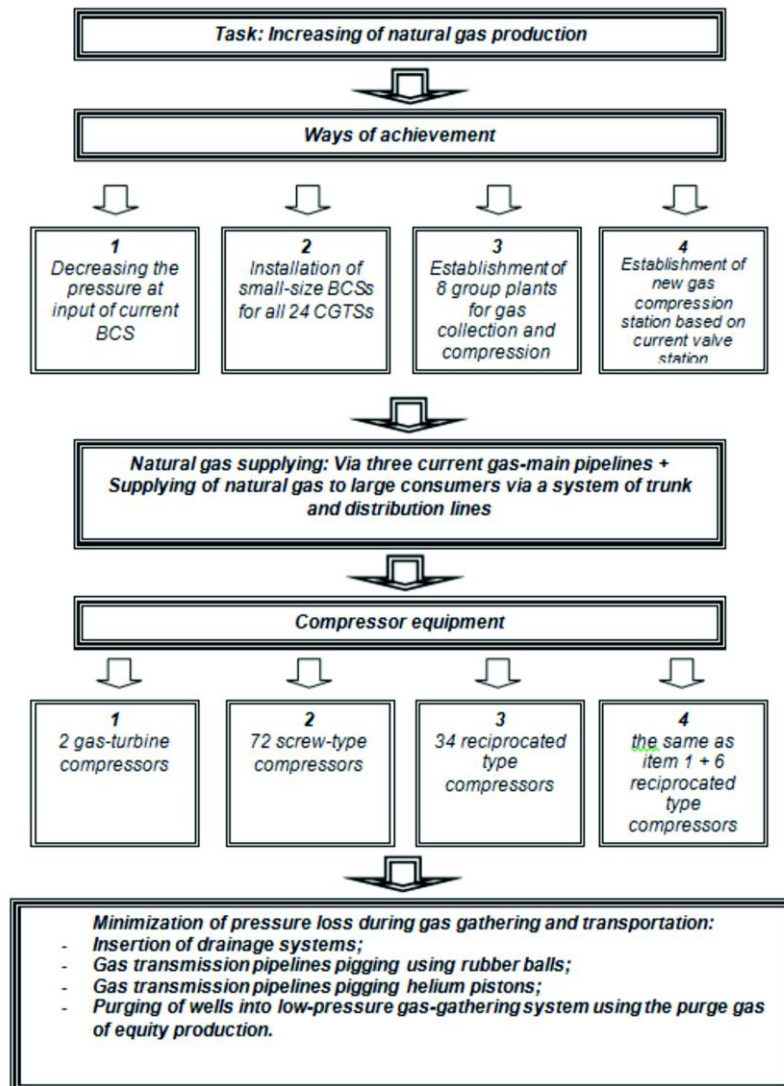 Task: Increasing of natural gas production
Ways of achievement
1
Decreasing the
pressure at
input of current
BCS
2
Installation of
small-size BCSs
for all 24 CGTSs
3
Establishment of
8 group plants
for gas
collection and
compression
4
Establishment of
new gas
compression
station based on
current valve
station
Natural gas supplying: Via three current gas-main pipelines +
Supplying of natural gas to large consumers via a system of trunk
and distribution lines
Compressor equipment
1
2 gas-turbine
compressors
2
72 screw-type
compressors
3
34 reciprocated
type
compressors
4
the same as
item 1 + 6
reciprocated
type
compressors
Minimization of pressure loss during gas gathering and transportation:
- Insertion of drainage systems;
- Gas transmission pipelines pigging using rubber balls;
- Gas transmission pipelines pigging helium pistons;
- Purging of wells into low-pressure gas-gathering system using the purge gas
of equity production.